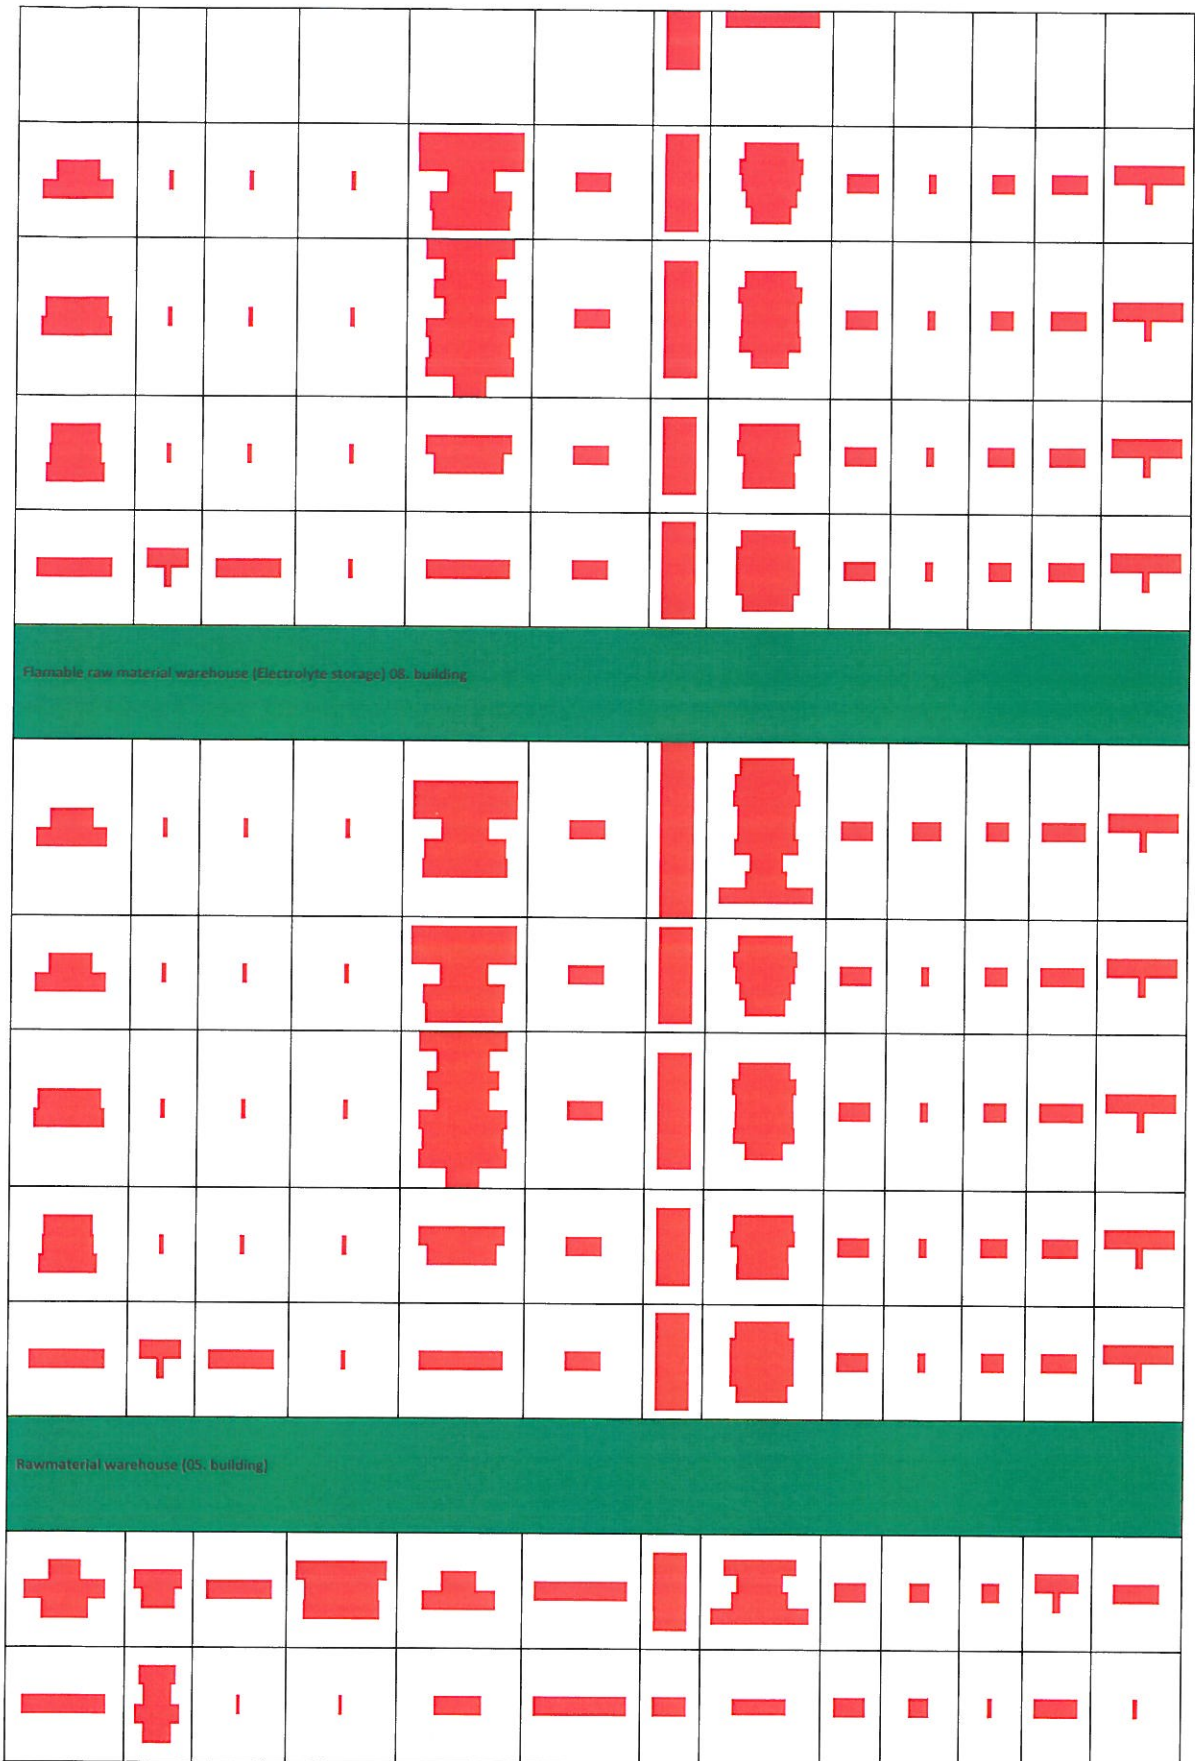 Flamable raw material warehouse (Electrolyte storage) 08. building
Rawmaterial warehouse (05. building)